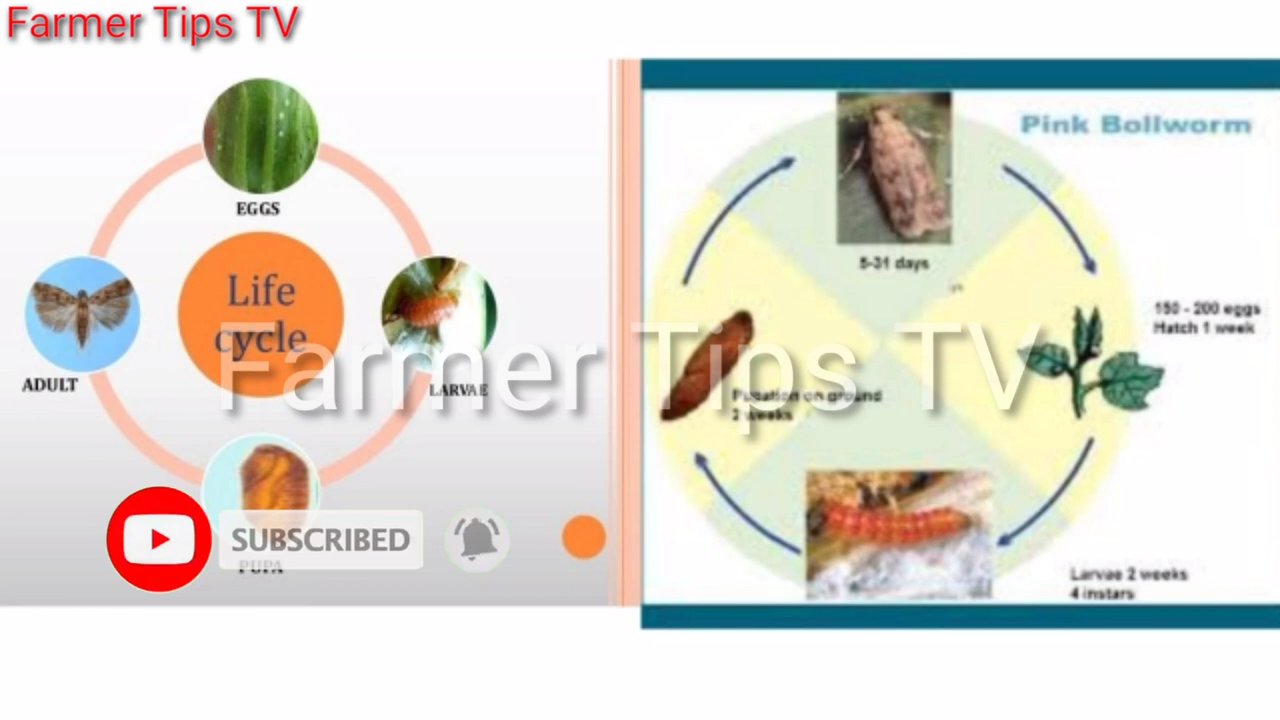 Farmer Tips TV
EGGS
Life
cycle
ADULT
LARVAE
PUPA
SUBSCRIBED
Farmer Tips TV
Pink Bollworm
5-31 days
150 - 200 eggs
Hatch 1 week
Pupation on ground
2 weeks
Larvae 2 weeks
4 instars